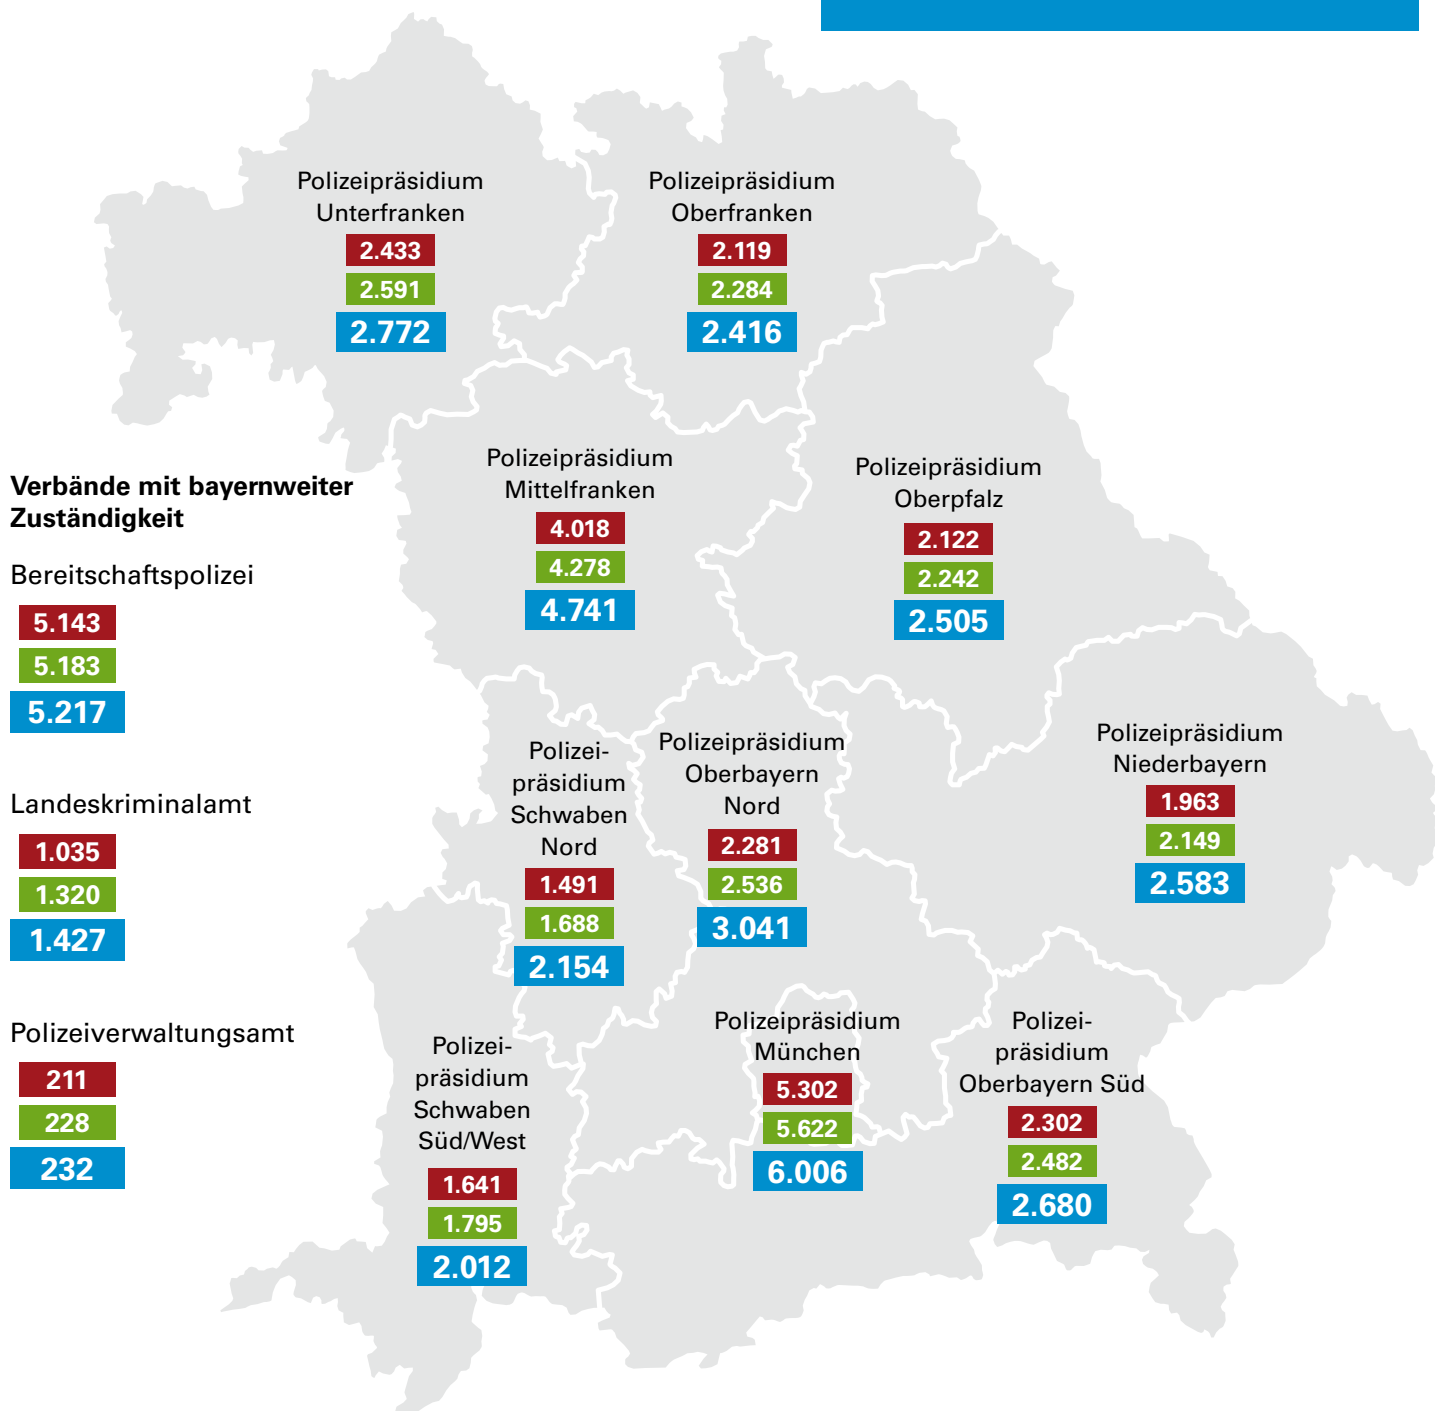 Polizeipräsidium
Unterfranken
2.433
2.591
2.772
Polizeipräsidium
Oberfranken
2.119
2.284
2.416
Polizeipräsidium
Mittelfranken
4.018
4.278
4.741
Polizeipräsidium
Oberpfalz
2.122
2.242
2.505
Verbände mit bayernweiter
Zuständigkeit
Bereitschaftspolizei
5.143
5.183
5.217
Landeskriminalamt
1.035
1.320
1.427
Polizeiverwaltungsamt
211
228
232
Polizei-
präsidium
Schwaben
Nord
1.491
1.688
2.154
Polizeipräsidium
Oberbayern
Nord
2.281
2.536
3.041
Polizeipräsidium
Niederbayern
1.963
2.149
2.583
Polizei-
präsidium
Schwaben
Süd/West
1.641
1.795
2.012
Polizeipräsidium
München
5.302
5.622
6.006
Polizei-
präsidium
Oberbayern Süd
2.302
2.482
2.680